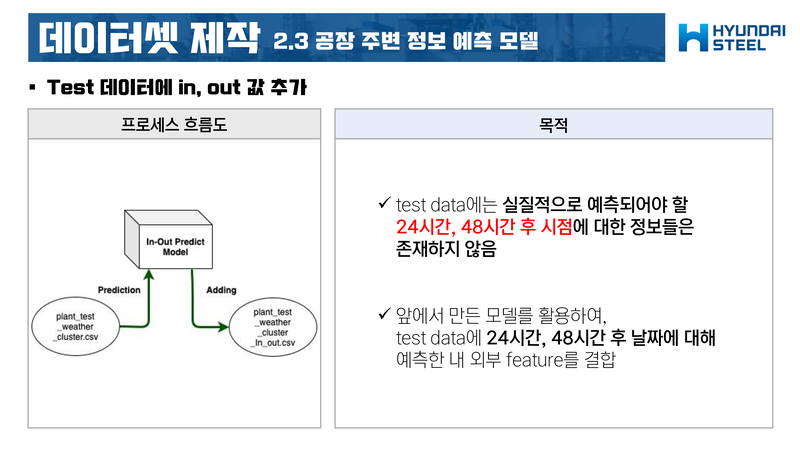 데이터셋 제작 2.3 공장 주변 정보 예측 모델
HYUNDAI
STEEL
▪ Test 데이터에 in, out 값 추가
프로세스 흐름도
In-Out Predict
Model
Prediction
Adding
plant_test
_weather
_cluster.csv
plant_test
_weather
_cluster
_In_out.csv
목적
✓ test data에는 실질적으로 예측되어야 할
24시간, 48시간 후 시점에 대한 정보들은
존재하지 않음
✓ 앞에서 만든 모델를 활용하여,
test data에 24시간, 48시간 후 날짜에 대해
예측한 내 외부 feature를 결합